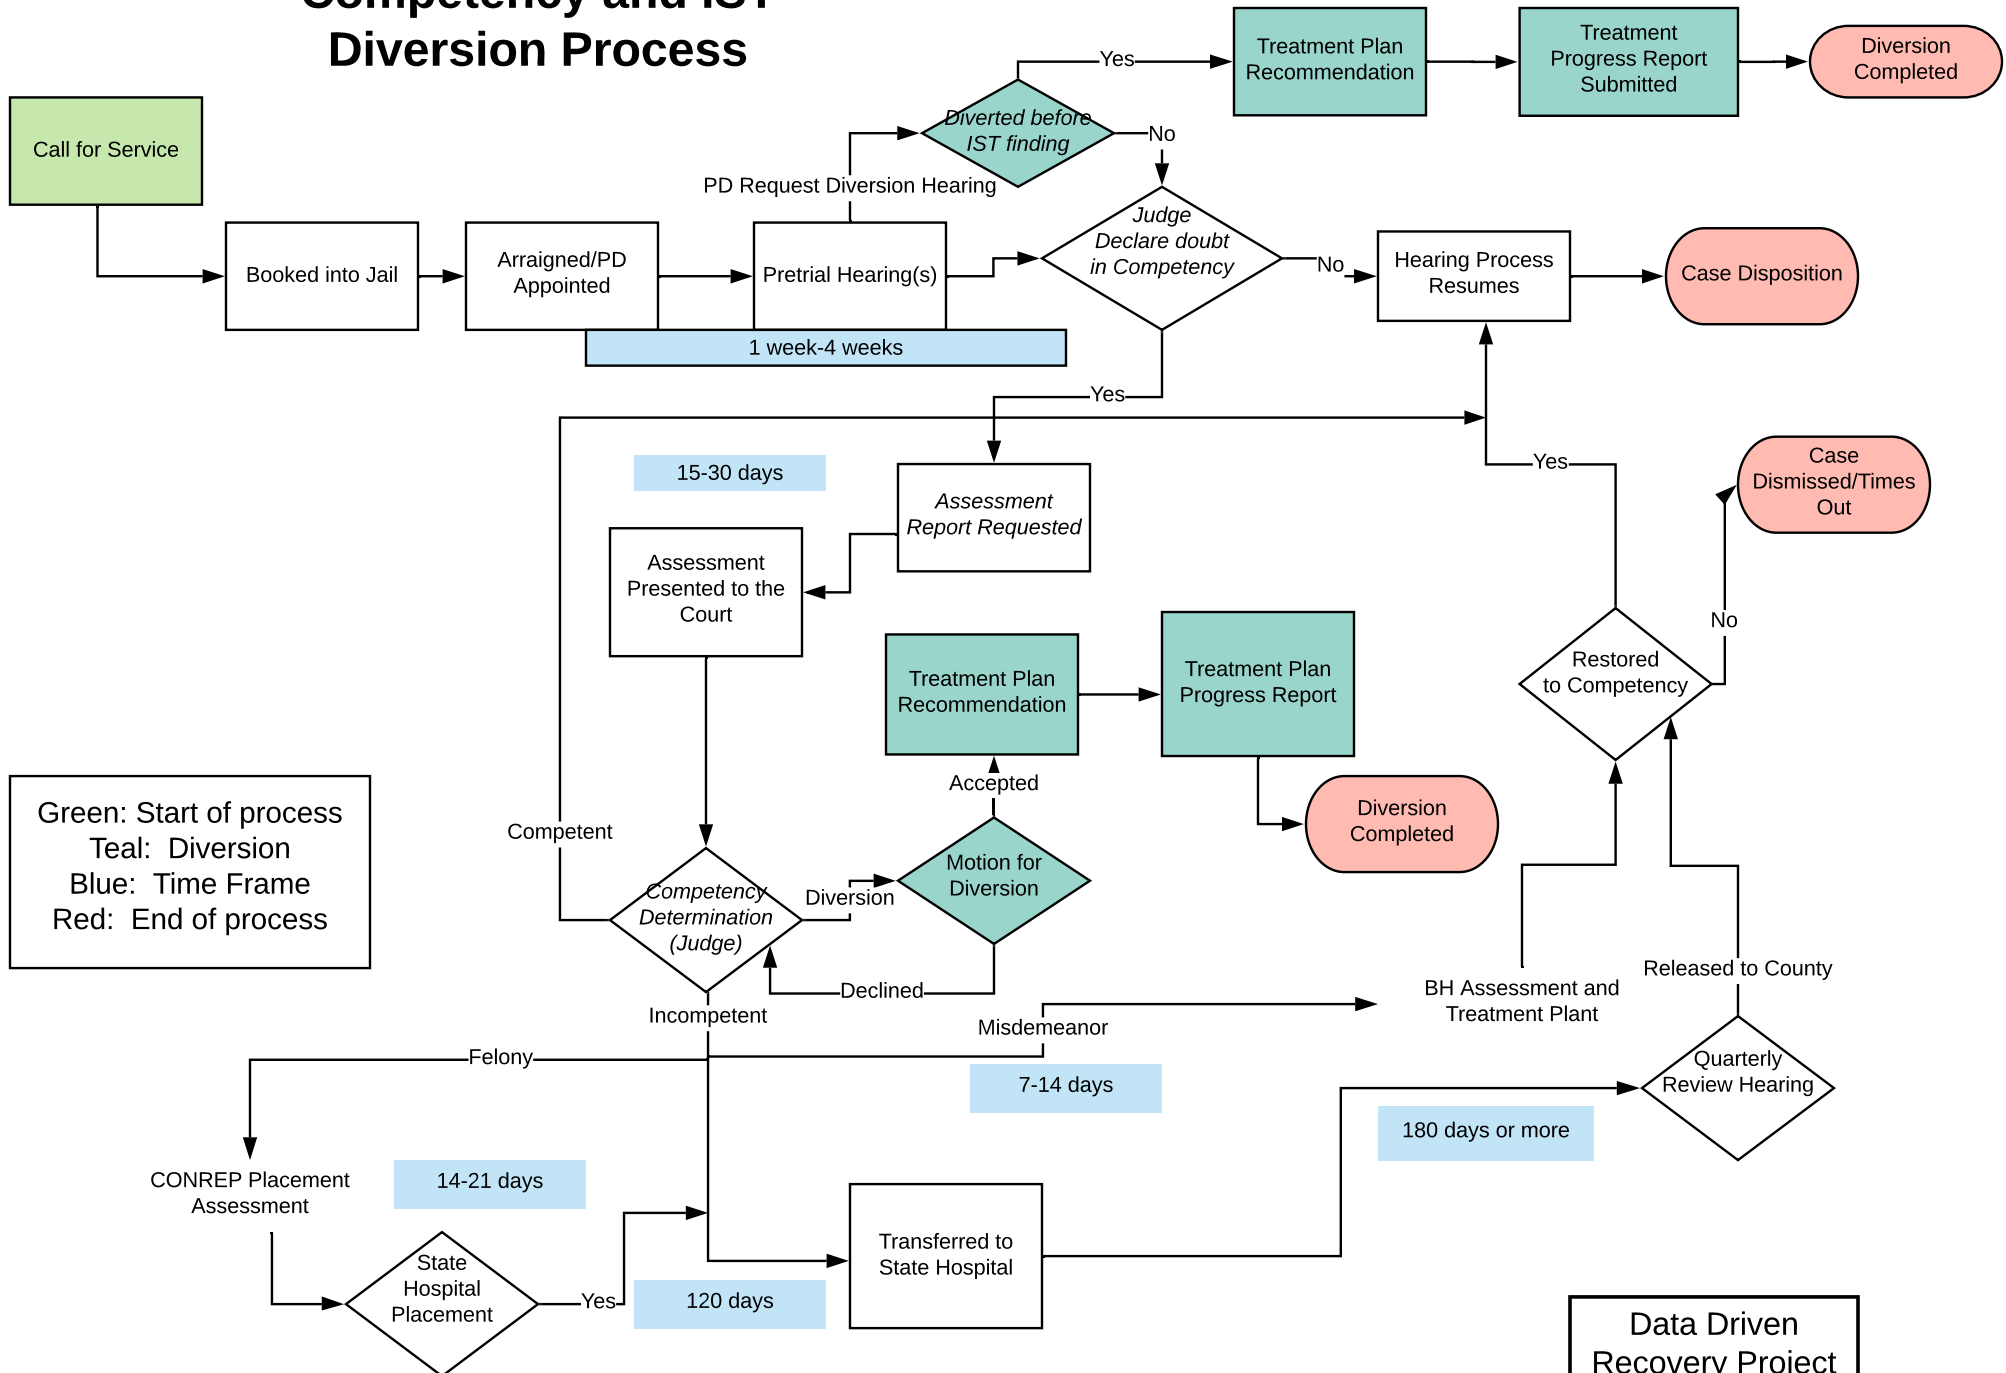 Competency and IST
Diversion Process
Call for Service
Booked into Jail
Arraigned/PD
Appointed
Pretrial Hearing(s)
1 week-4 weeks
PD Request Diversion Hearing
Diverted before
IST finding
Yes
Treatment Plan
Recommendation
Treatment
Progress Report
Submitted
Diversion
Completed
No
Judge
Declare doubt
in Competency
No
Hearing Process
Resumes
Case Disposition
Yes
15-30 days
Assessment
Report Requested
Assessment
Presented to the
Court
Yes
Case
Dismissed/Times
Out
No
Restored
to Competency
Treatment Plan
Recommendation
Treatment Plan
Progress Report
Accepted
Diversion
Completed
Motion for
Diversion
Competent
Diversion
Competency
Determination
(Judge)
Declined
Incompetent
Green: Start of process
Teal:  Diversion
Blue:  Time Frame
Red:  End of process
Released to County
BH Assessment and
Treatment Plant
Misdemeanor
Felony
7-14 days
Quarterly
Review Hearing
180 days or more
CONREP Placement
Assessment
14-21 days
State
Hospital
Placement
Yes
120 days
Transferred to
State Hospital
Data Driven
Recovery Project